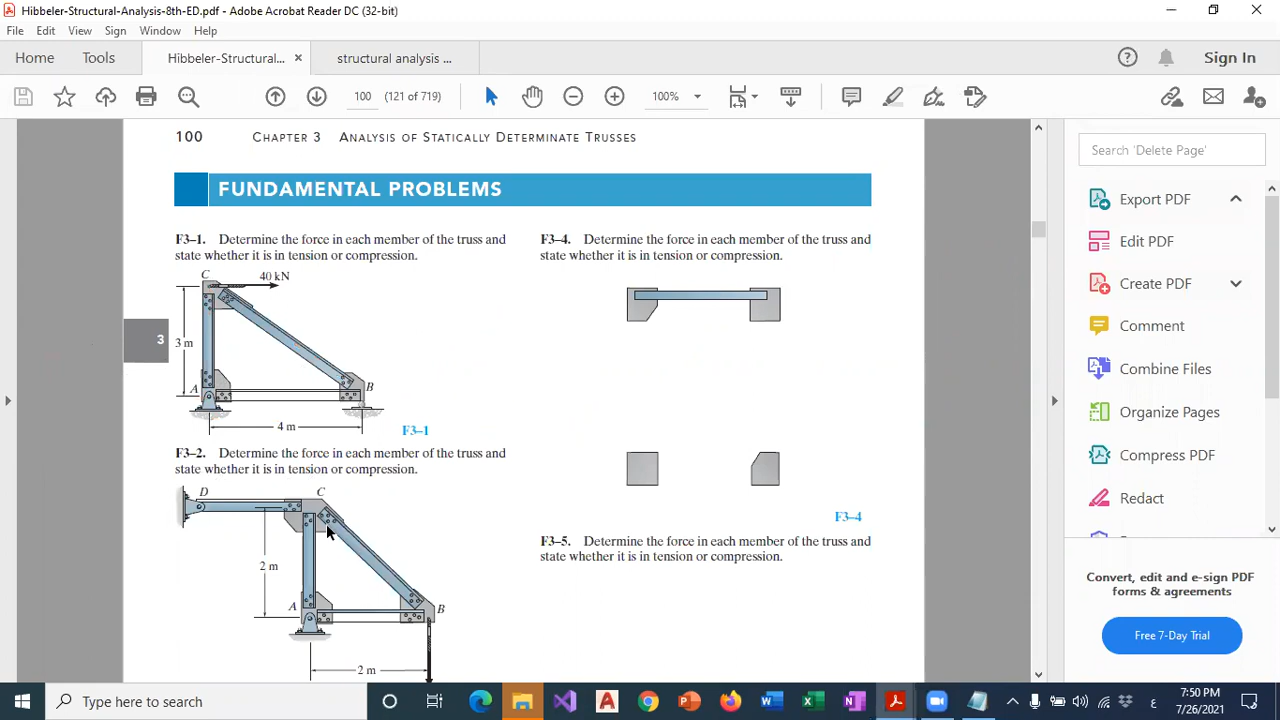 Hibbeler-Structural-Analysis-8th-ED.pdf - Adobe Acrobat Reader DC (32-bit)
File Edit View Sign Window Help
Home Tools Hibbeler-Structural... × structural analysis ... Sign In
100 (121 of 719) 100%
100 CHAPTER 3 ANALYSIS OF STATICALLY DETERMINATE TRUSSES
FUNDAMENTAL PROBLEMS
F3–1. Determine the force in each member of the truss and
state whether it is in tension or compression.
C
40 kN
3 m
A
B
4 m
F3–1
3
F3–2. Determine the force in each member of the truss and
state whether it is in tension or compression.
D
C
2 m
A
B
2 m
F3–4. Determine the force in each member of the truss and
state whether it is in tension or compression.
F3–4
F3–5. Determine the force in each member of the truss and
state whether it is in tension or compression.
Search 'Delete Page'
Export PDF
Edit PDF
Create PDF
Comment
Combine Files
Organize Pages
Compress PDF
Redact
Convert, edit and e-sign PDF
forms & agreements
Free 7-Day Trial
Type here to search
ع
7:50 PM
7/26/2021